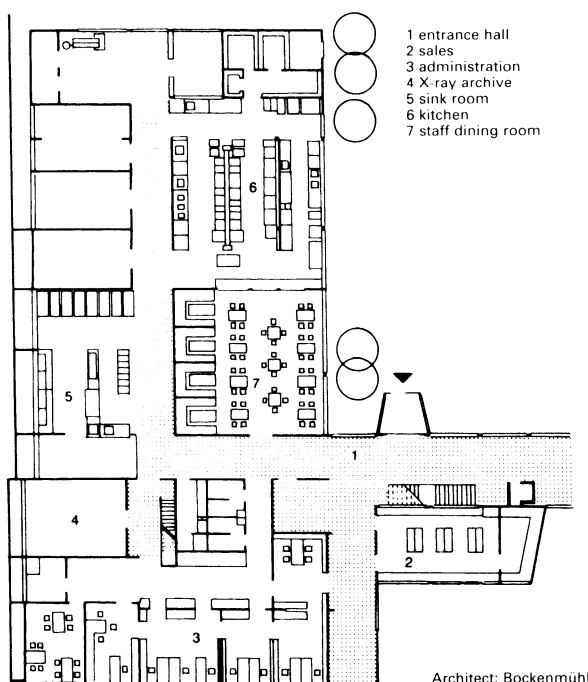 1 entrance hall
2 sales
3 administration
4 X-ray archive
5 sink room
6 kitchen
7 staff dining room
6
7
5
1
4
2
3
Architect: Bockenmühl